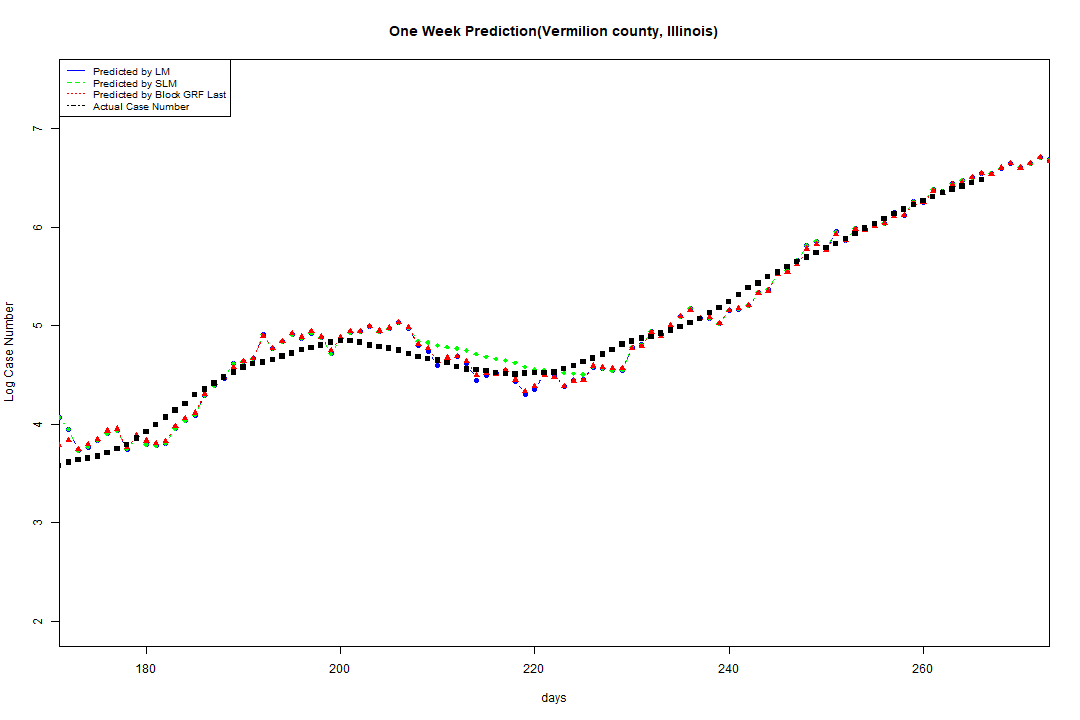 One Week Prediction(Vermilion county, Illinois)
Predicted by LM
Predicted by SLM
Predicted by Block GRF Last
Actual Case Number
7
6
5
4
3
2
Log Case Number
180 200 220 240 260
days